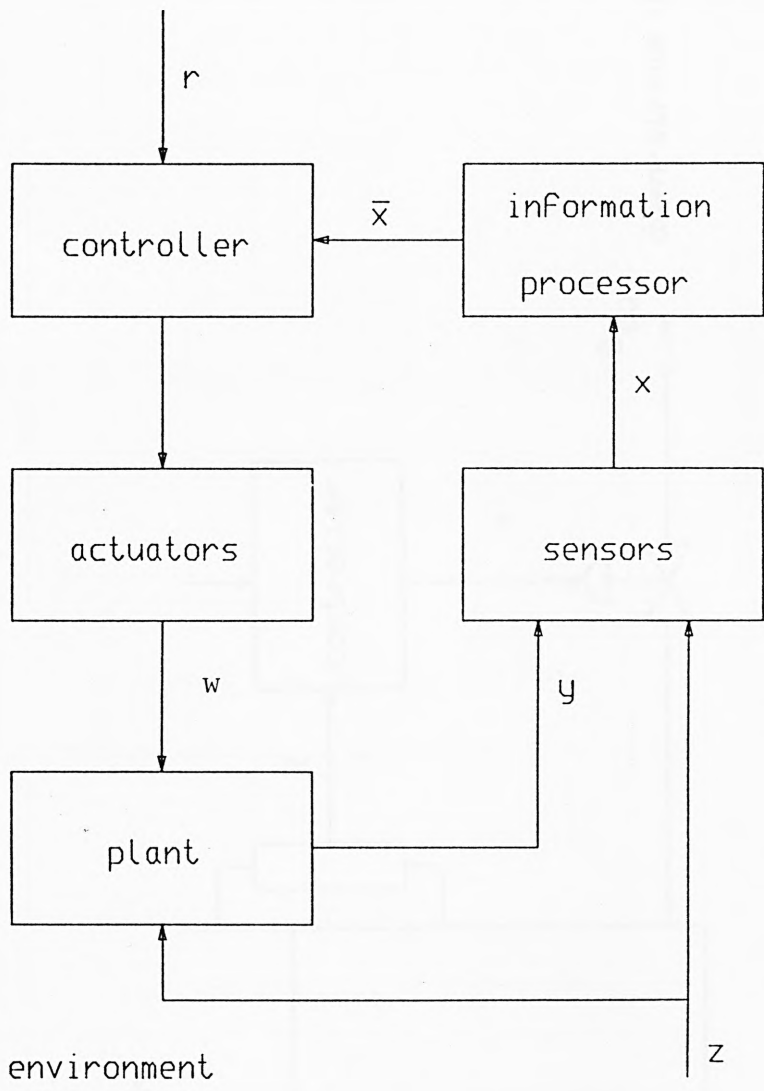 r
controller
x̅
information
processor
x
actuators
sensors
w
y
plant
environment
z